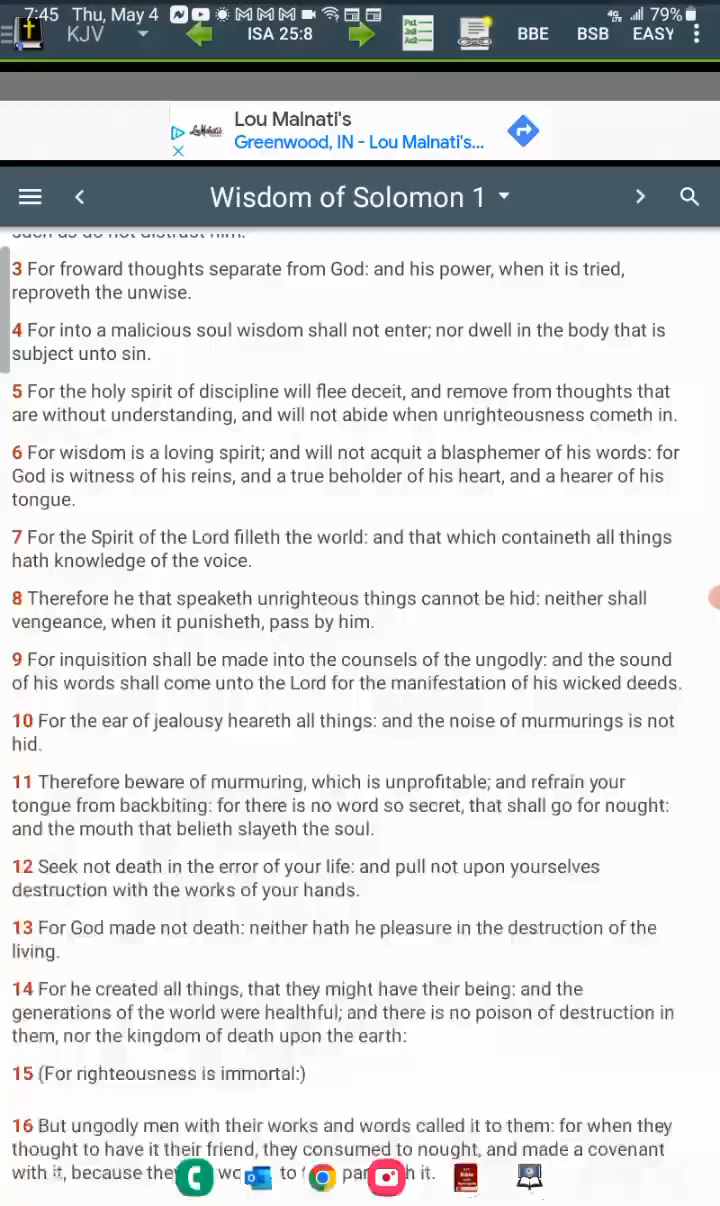 7:45 Thu, May 4 79%
KJV ISA 25:8 BBE BSB EASY
Lou Malnati's
Greenwood, IN - Lou Malnati's...
Wisdom of Solomon 1
such as do not distrust him.
3 For froward thoughts separate from God: and his power, when it is tried,
reproveth the unwise.
4 For into a malicious soul wisdom shall not enter; nor dwell in the body that is
subject unto sin.
5 For the holy spirit of discipline will flee deceit, and remove from thoughts that
are without understanding, and will not abide when unrighteousness cometh in.
6 For wisdom is a loving spirit; and will not acquit a blasphemer of his words: for
God is witness of his reins, and a true beholder of his heart, and a hearer of his
tongue.
7 For the Spirit of the Lord filleth the world: and that which containeth all things
hath knowledge of the voice.
8 Therefore he that speaketh unrighteous things cannot be hid: neither shall
vengeance, when it punisheth, pass by him.
9 For inquisition shall be made into the counsels of the ungodly: and the sound
of his words shall come unto the Lord for the manifestation of his wicked deeds.
10 For the ear of jealousy heareth all things: and the noise of murmurings is not
hid.
11 Therefore beware of murmuring, which is unprofitable; and refrain your
tongue from backbiting: for there is no word so secret, that shall go for nought:
and the mouth that belieth slayeth the soul.
12 Seek not death in the error of your life: and pull not upon yourselves
destruction with the works of your hands.
13 For God made not death: neither hath he pleasure in the destruction of the
living.
14 For he created all things, that they might have their being: and the
generations of the world were healthful; and there is no poison of destruction in
them, nor the kingdom of death upon the earth:
15 (For righteousness is immortal:)
16 But ungodly men with their works and words called it to them: for when they
thought to have it their friend, they consumed to nought, and made a covenant
with it, because they to it.